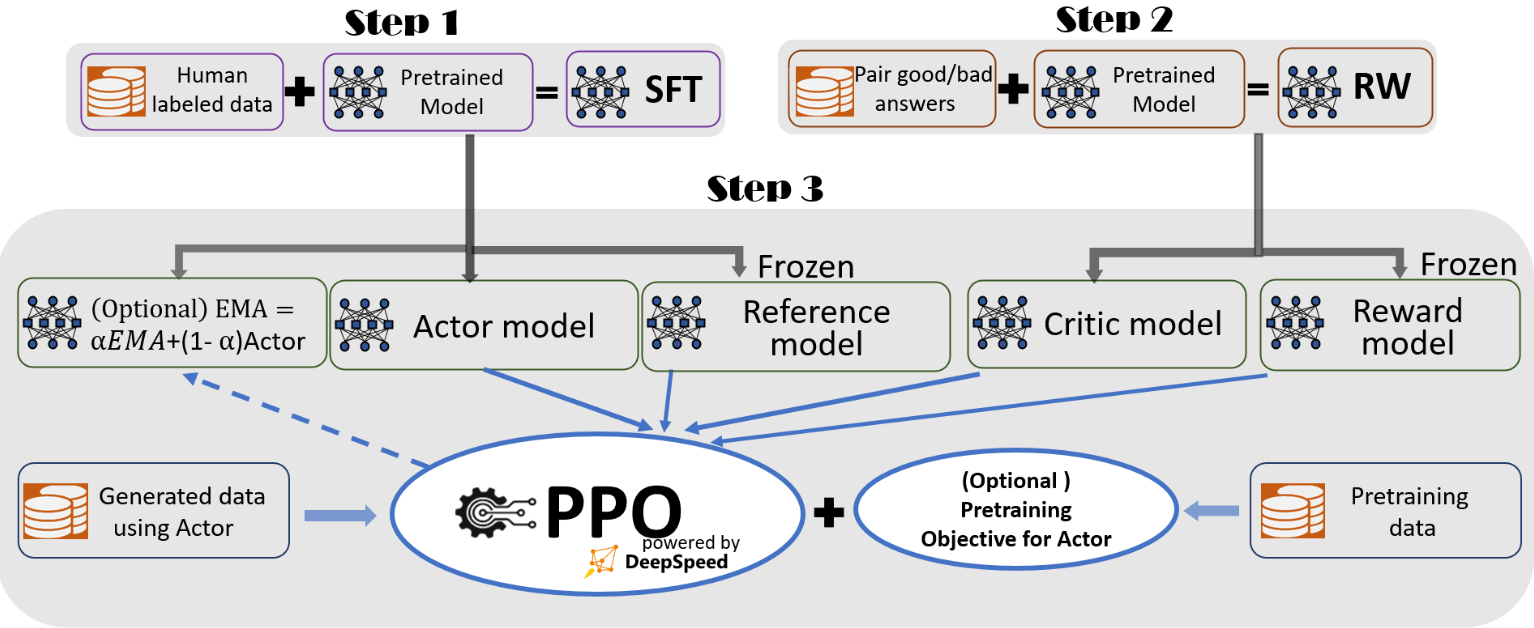 Step 1
Human
labeled data
+
Pretrained
Model
=
SFT
Step 2
Pair good/bad
answers
+
Pretrained
Model
=
RW
Step 3
(Optional) EMA =
αEMA+(1- α)Actor
Actor model
Frozen
Reference
model
Critic model
Frozen
Reward
model
Generated data
using Actor
PPO
powered by
DeepSpeed
+
(Optional )
Pretraining
Objective for Actor
Pretraining
data